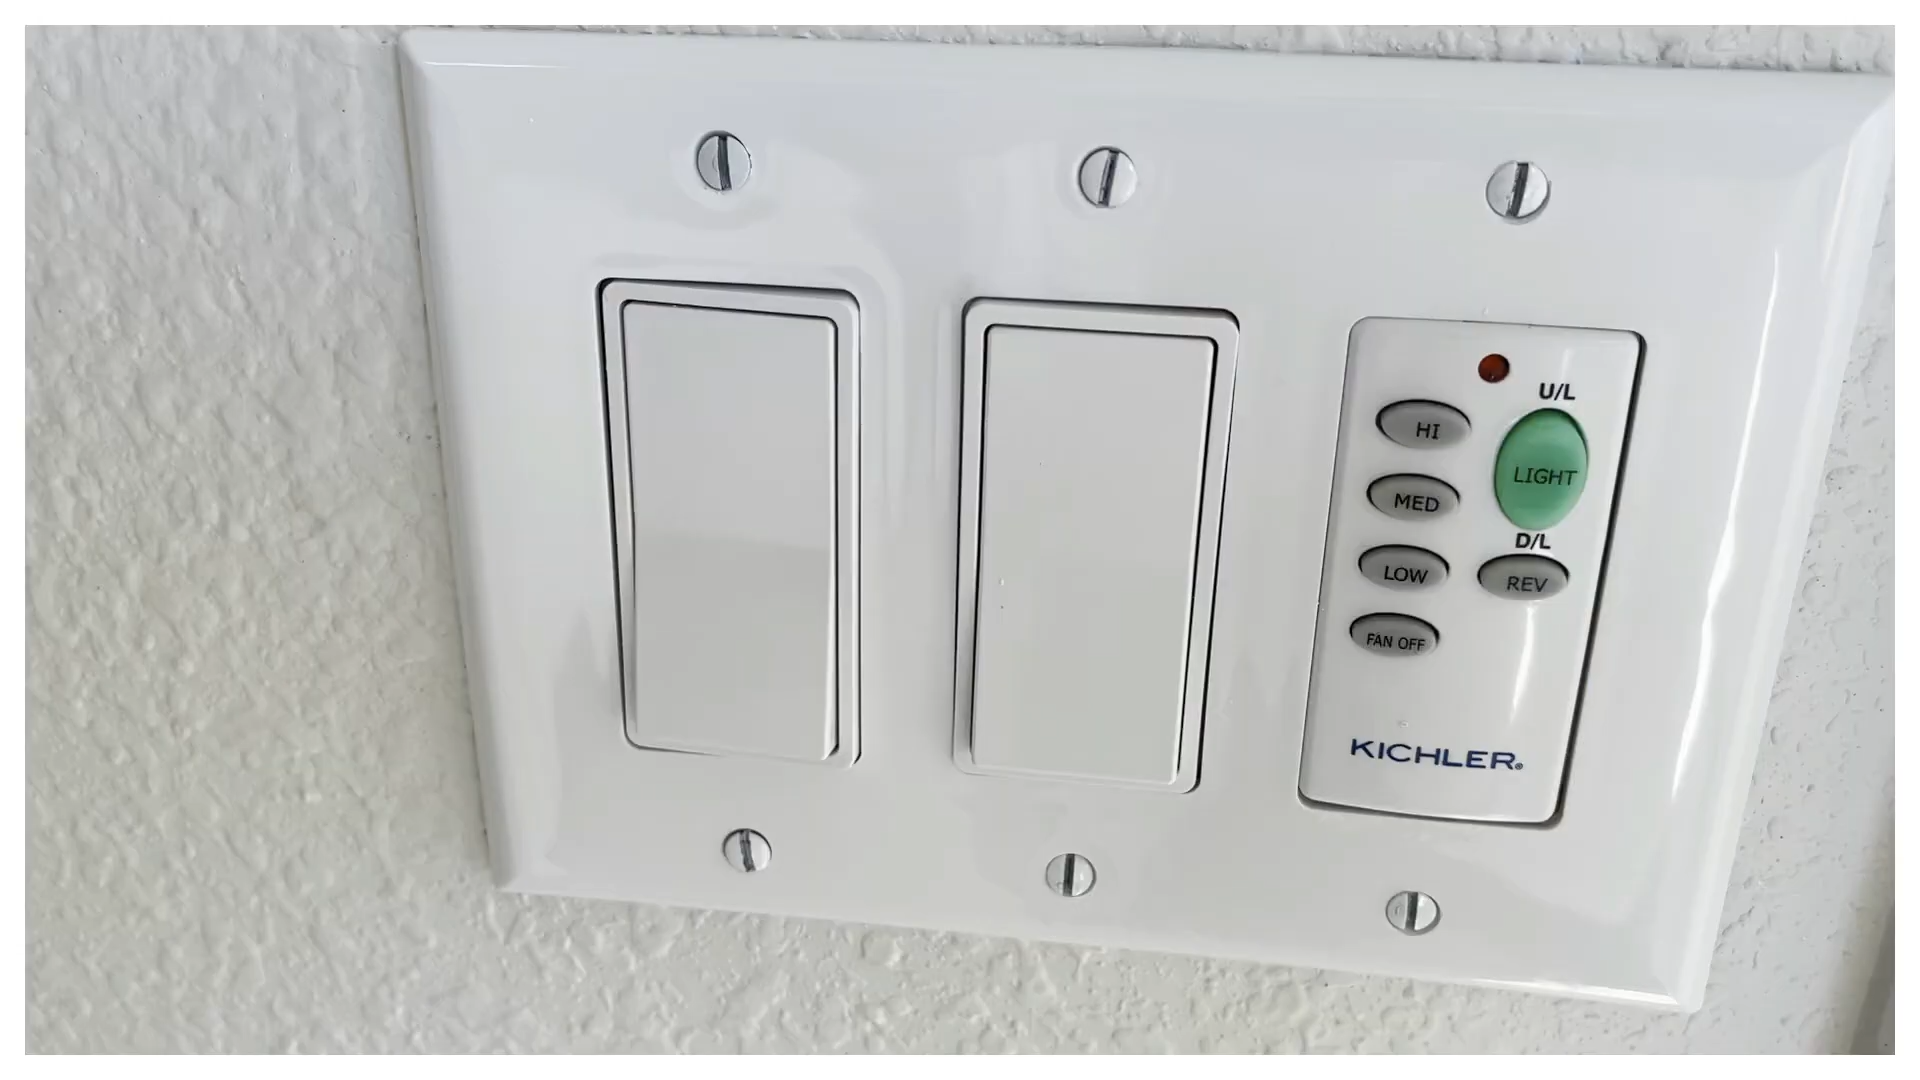 U/L
HI
LIGHT
MED
D/L
LOW
REV
FAN OFF
KICHLER®